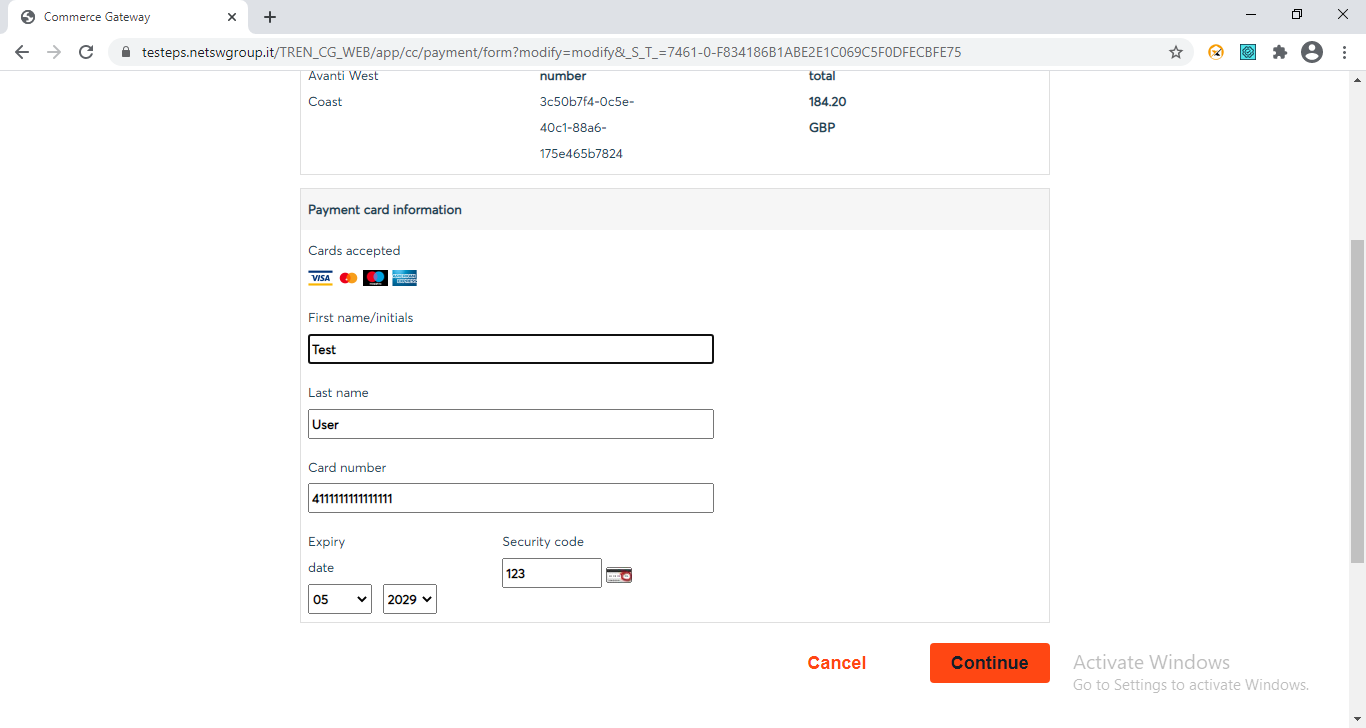 Commerce Gateway
testeps.netswgroup.it/TREN_CG_WEB/app/cc/payment/form?modify=modify&_S_T_=7461-0-F834186B1ABE2E1C069C5F0DFECBFE75
Avanti West number total
Coast 3c50b7f4-0c5e- 184.20
40c1-88a6- GBP
175e465b7824
Payment card information
Cards accepted
VISA
First name/initials
Test
Last name
User
Card number
4111111111111111
Expiry Security code
date
123
05 2029
Cancel Continue
Activate Windows
Go to Settings to activate Windows.